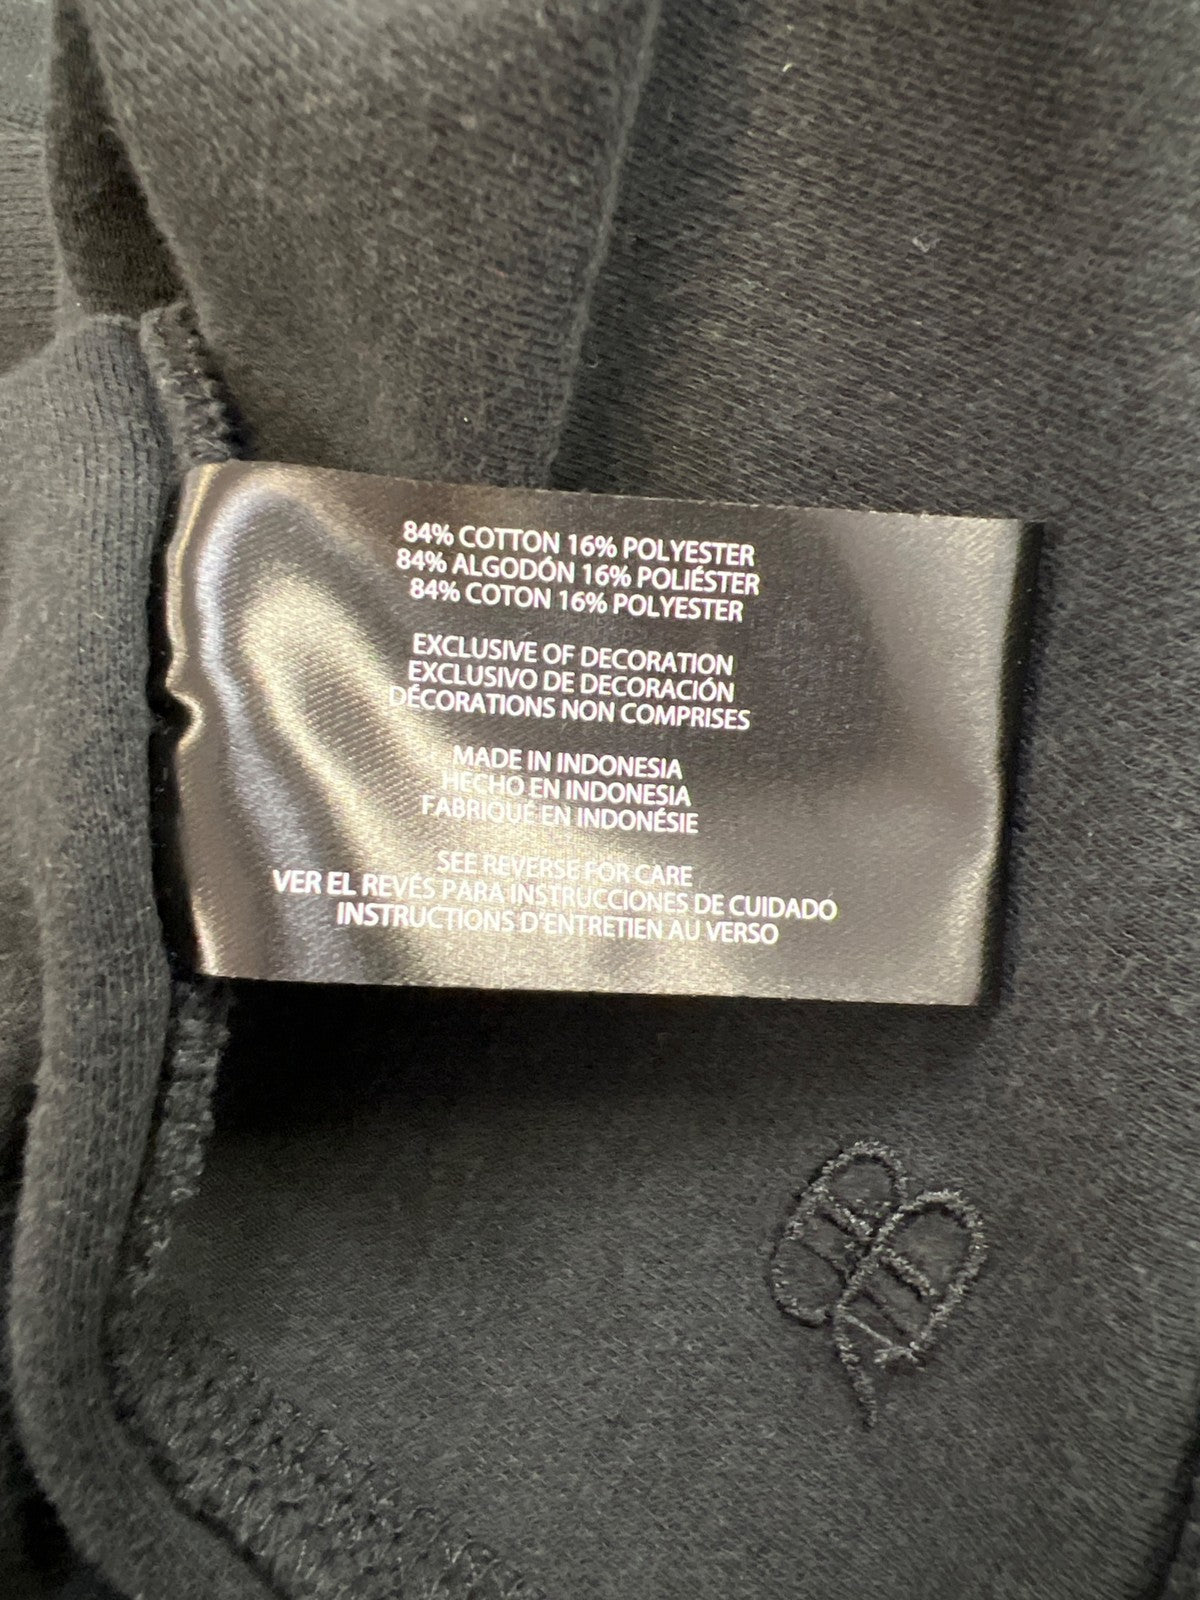 84% COTTON 16% POLYESTER
84% ALGODÓN 16% POLIÉSTER
84% COTON 16% POLYESTER
EXCLUSIVE OF DECORATION
EXCLUSIVO DE DECORACIÓN
DÉCORATIONS NON COMPRISES
MADE IN INDONESIA
HECHO EN INDONESIA
FABRIQUÉ EN INDONÉSIE
SEE REVERSE FOR CARE
VER EL REVÉS PARA INSTRUCCIONES DE CUIDADO
INSTRUCTIONS D'ENTRETIEN AU VERSO